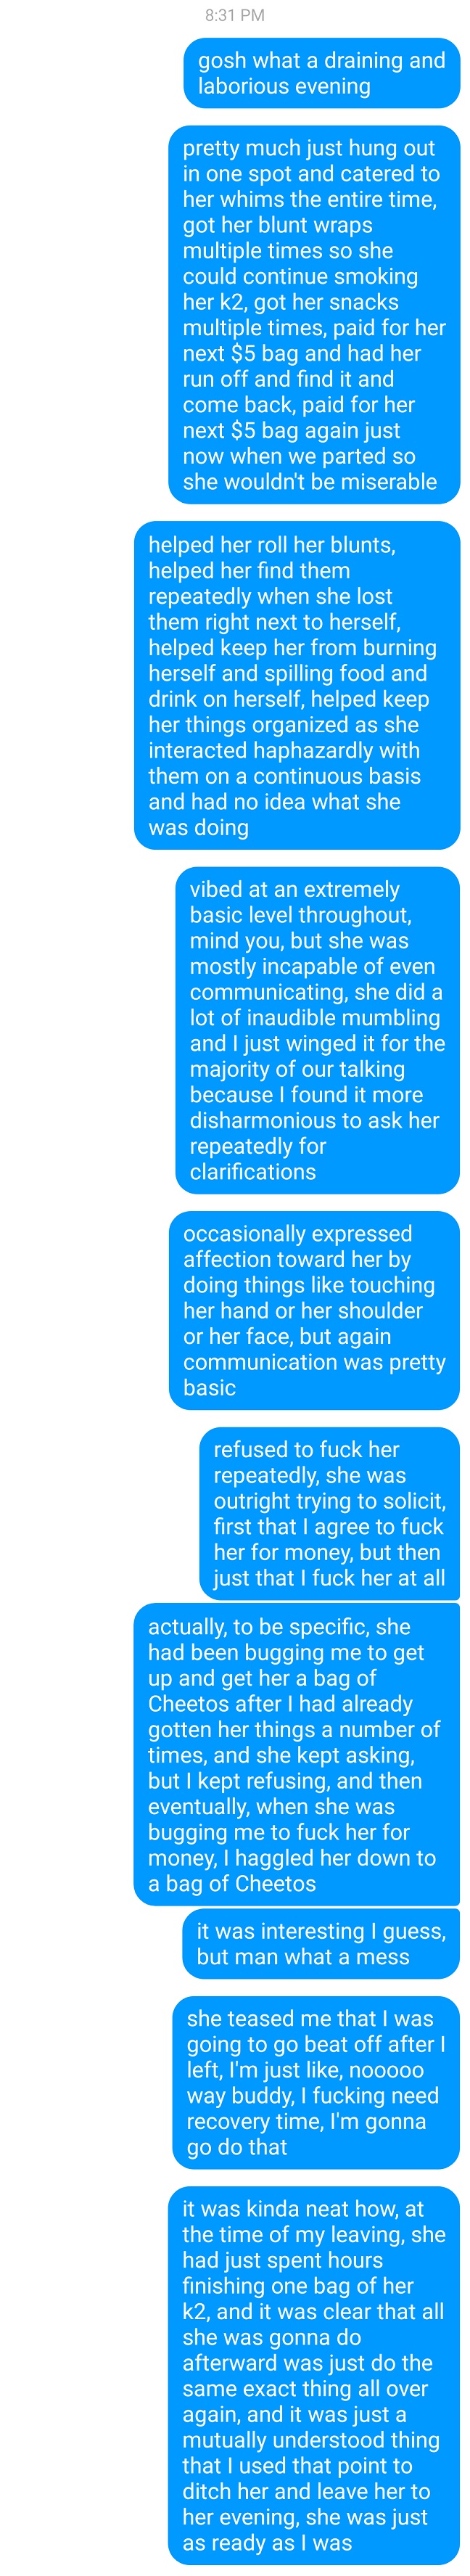 8:31 PM
gosh what a draining and
laborious evening
pretty much just hung out
in one spot and catered to
her whims the entire time,
got her blunt wraps
multiple times so she
could continue smoking
her k2, got her snacks
multiple times, paid for her
next $5 bag and had her
run off and find it and
come back, paid for her
next $5 bag again just
now when we parted so
she wouldn't be miserable
helped her roll her blunts,
helped her find them
repeatedly when she lost
them right next to herself,
helped keep her from burning
herself and spilling food and
drink on herself, helped keep
her things organized as she
interacted haphazardly with
them on a continuous basis
and had no idea what she
was doing
vibed at an extremely
basic level throughout,
mind you, but she was
mostly incapable of even
communicating, she did a
lot of inaudible mumbling
and I just winged it for the
majority of our talking
because I found it more
disharmonious to ask her
repeatedly for
clarifications
occasionally expressed
affection toward her by
doing things like touching
her hand or her shoulder
or her face, but again
communication was pretty
basic
refused to fuck her
repeatedly, she was
outright trying to solicit,
first that I agree to fuck
her for money, but then
just that I fuck her at all
actually, to be specific, she
had been bugging me to get
up and get her a bag of
Cheetos after I had already
gotten her things a number of
times, and she kept asking,
but I kept refusing, and then
eventually, when she was
bugging me to fuck her for
money, I haggled her down to
a bag of Cheetos
it was interesting I guess,
but man what a mess
she teased me that I was
going to go beat off after I
left, I'm just like, nooooo
way buddy, I fucking need
recovery time, I'm gonna
go do that
it was kinda neat how, at
the time of my leaving, she
had just spent hours
finishing one bag of her
k2, and it was clear that all
she was gonna do
afterward was just do the
same exact thing all over
again, and it was just a
mutually understood thing
that I used that point to
ditch her and leave her to
her evening, she was just
as ready as I was